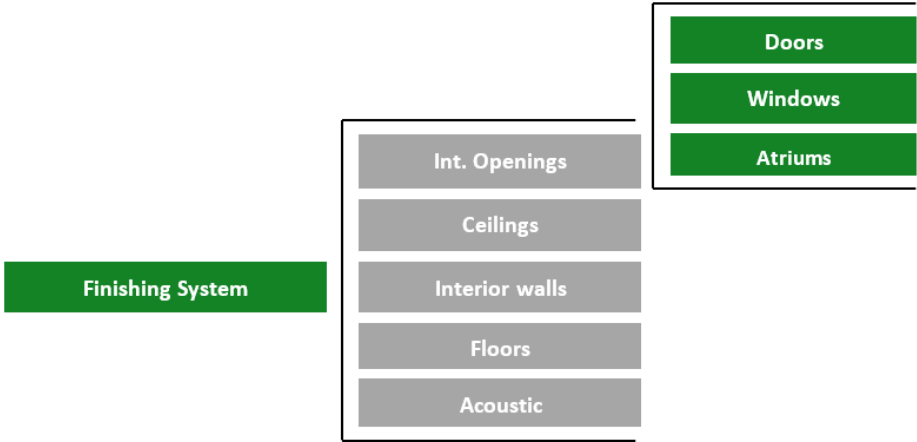 Finishing System
Int. Openings
Ceilings
Interior walls
Floors
Acoustic
Doors
Windows
Atriums